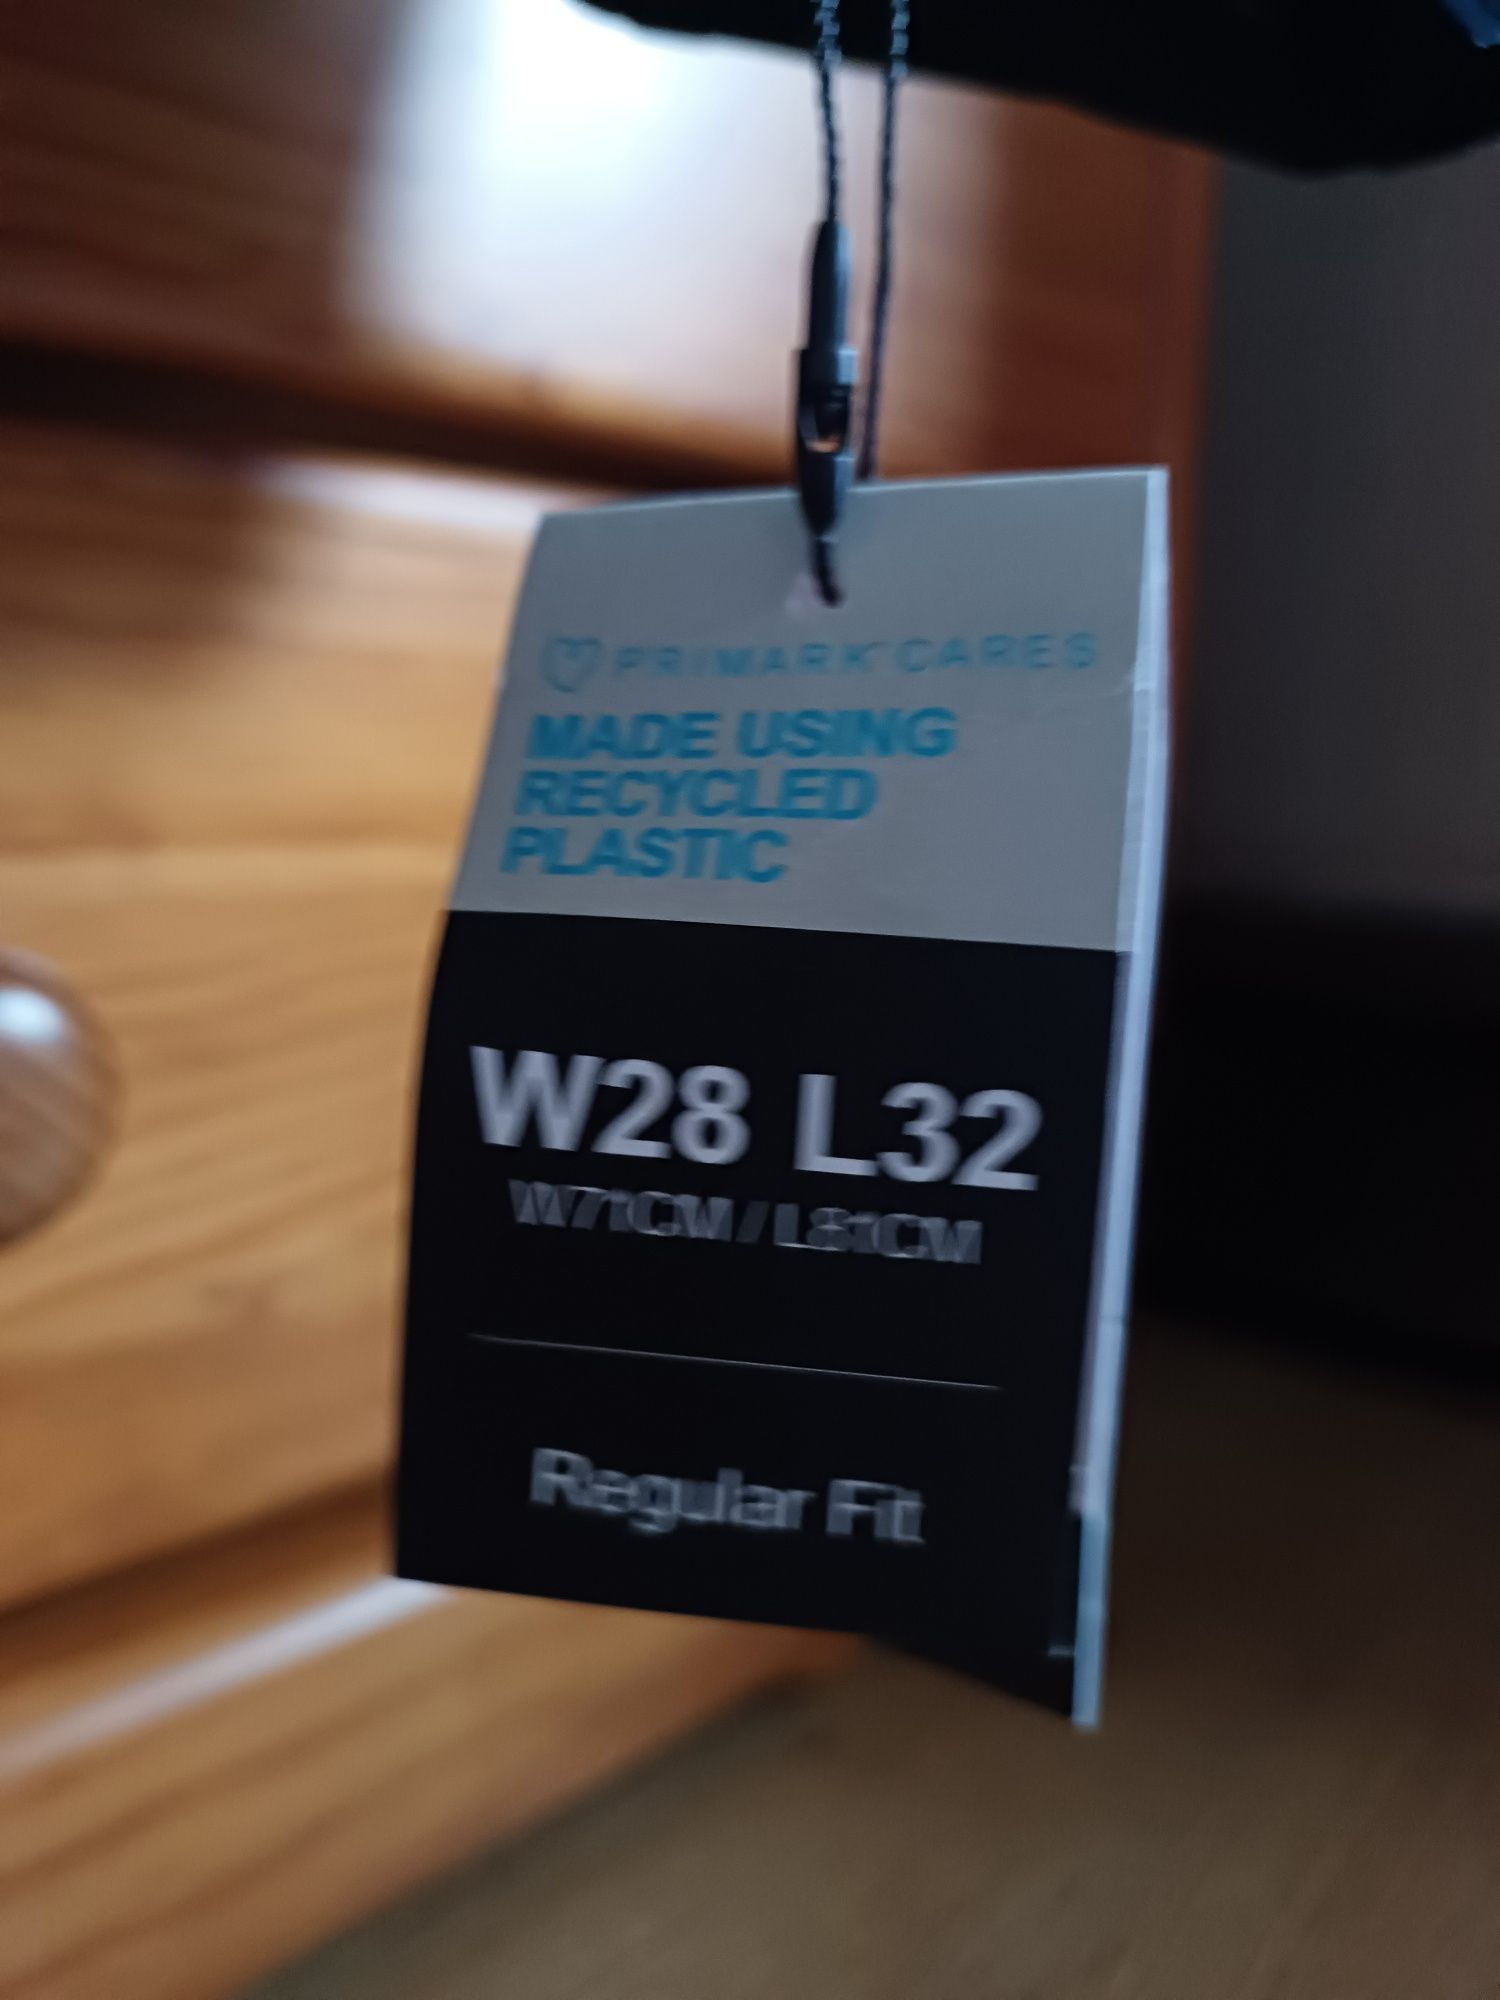 PRIMARK CARES
MADE USING
RECYCLED
PLASTIC
W28 L32
W71CM / L81CM
Regular Fit